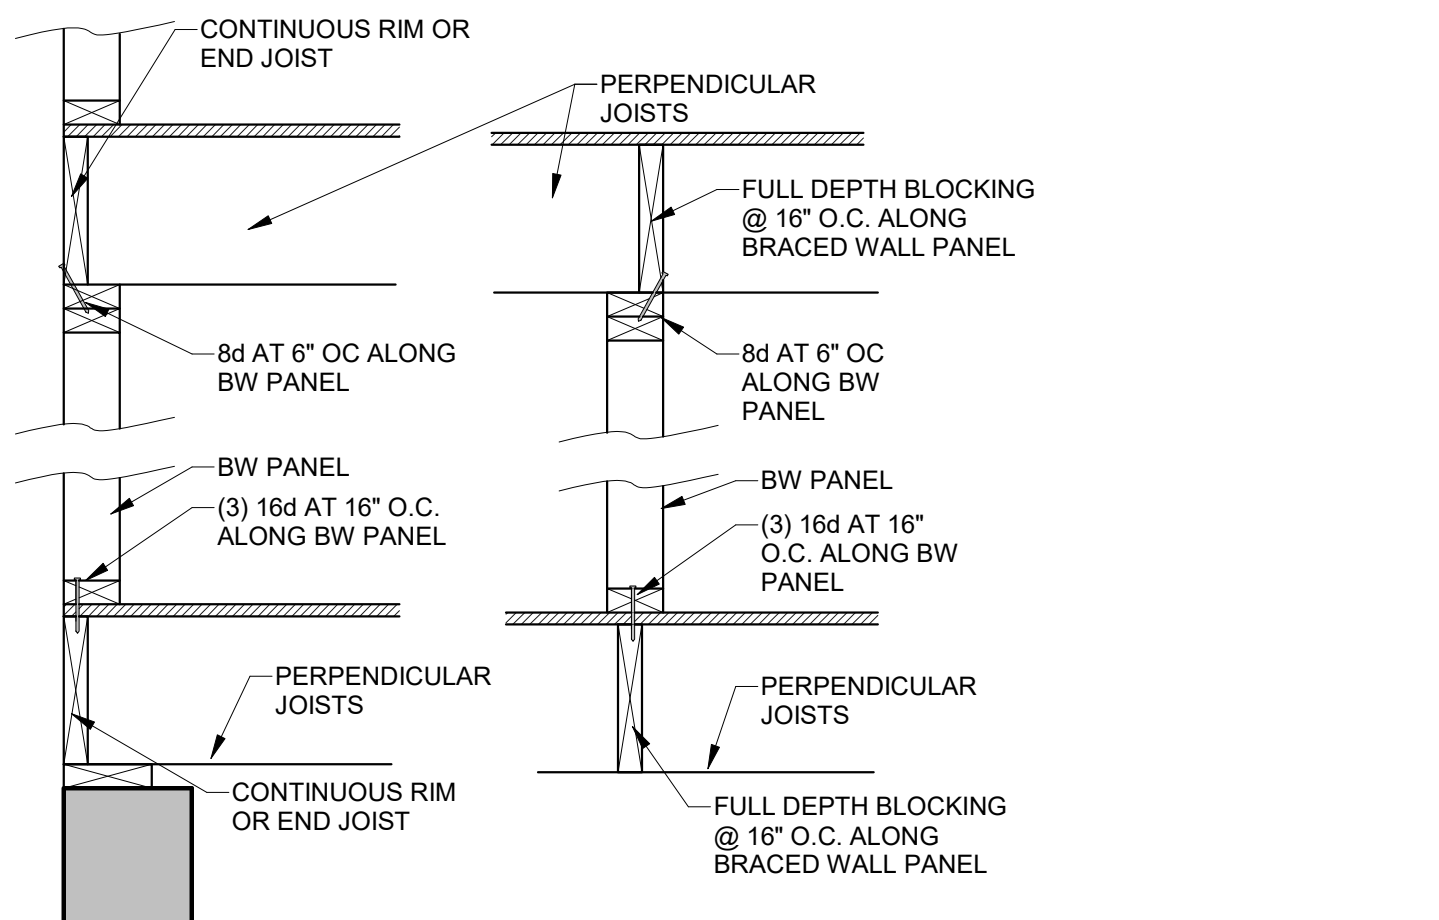 CONTINUOUS RIM OR
END JOIST
PERPENDICULAR
JOISTS
FULL DEPTH BLOCKING
@ 16" O.C. ALONG
BRACED WALL PANEL
8d AT 6" OC ALONG
BW PANEL
8d AT 6" OC
ALONG BW
PANEL
BW PANEL
(3) 16d AT 16" O.C.
ALONG BW PANEL
BW PANEL
(3) 16d AT 16"
O.C. ALONG BW
PANEL
PERPENDICULAR
JOISTS
PERPENDICULAR
JOISTS
CONTINUOUS RIM
OR END JOIST
FULL DEPTH BLOCKING
@ 16" O.C. ALONG
BRACED WALL PANEL